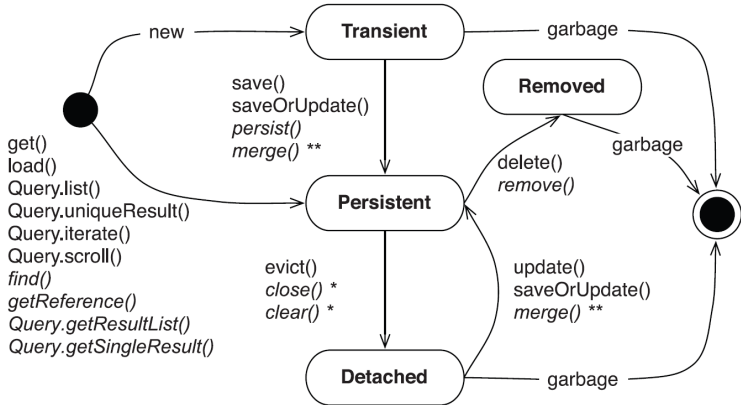 new
Transient
garbage
save()
saveOrUpdate()
persist()
merge() **
Removed
garbage
get()
load()
Query.list()
Query.uniqueResult()
Query.iterate()
Query.scroll()
find()
getReference()
Query.getResultList()
Query.getSingleResult()
Persistent
delete()
remove()
evict()
close() *
clear() *
update()
saveOrUpdate()
merge() **
Detached
garbage